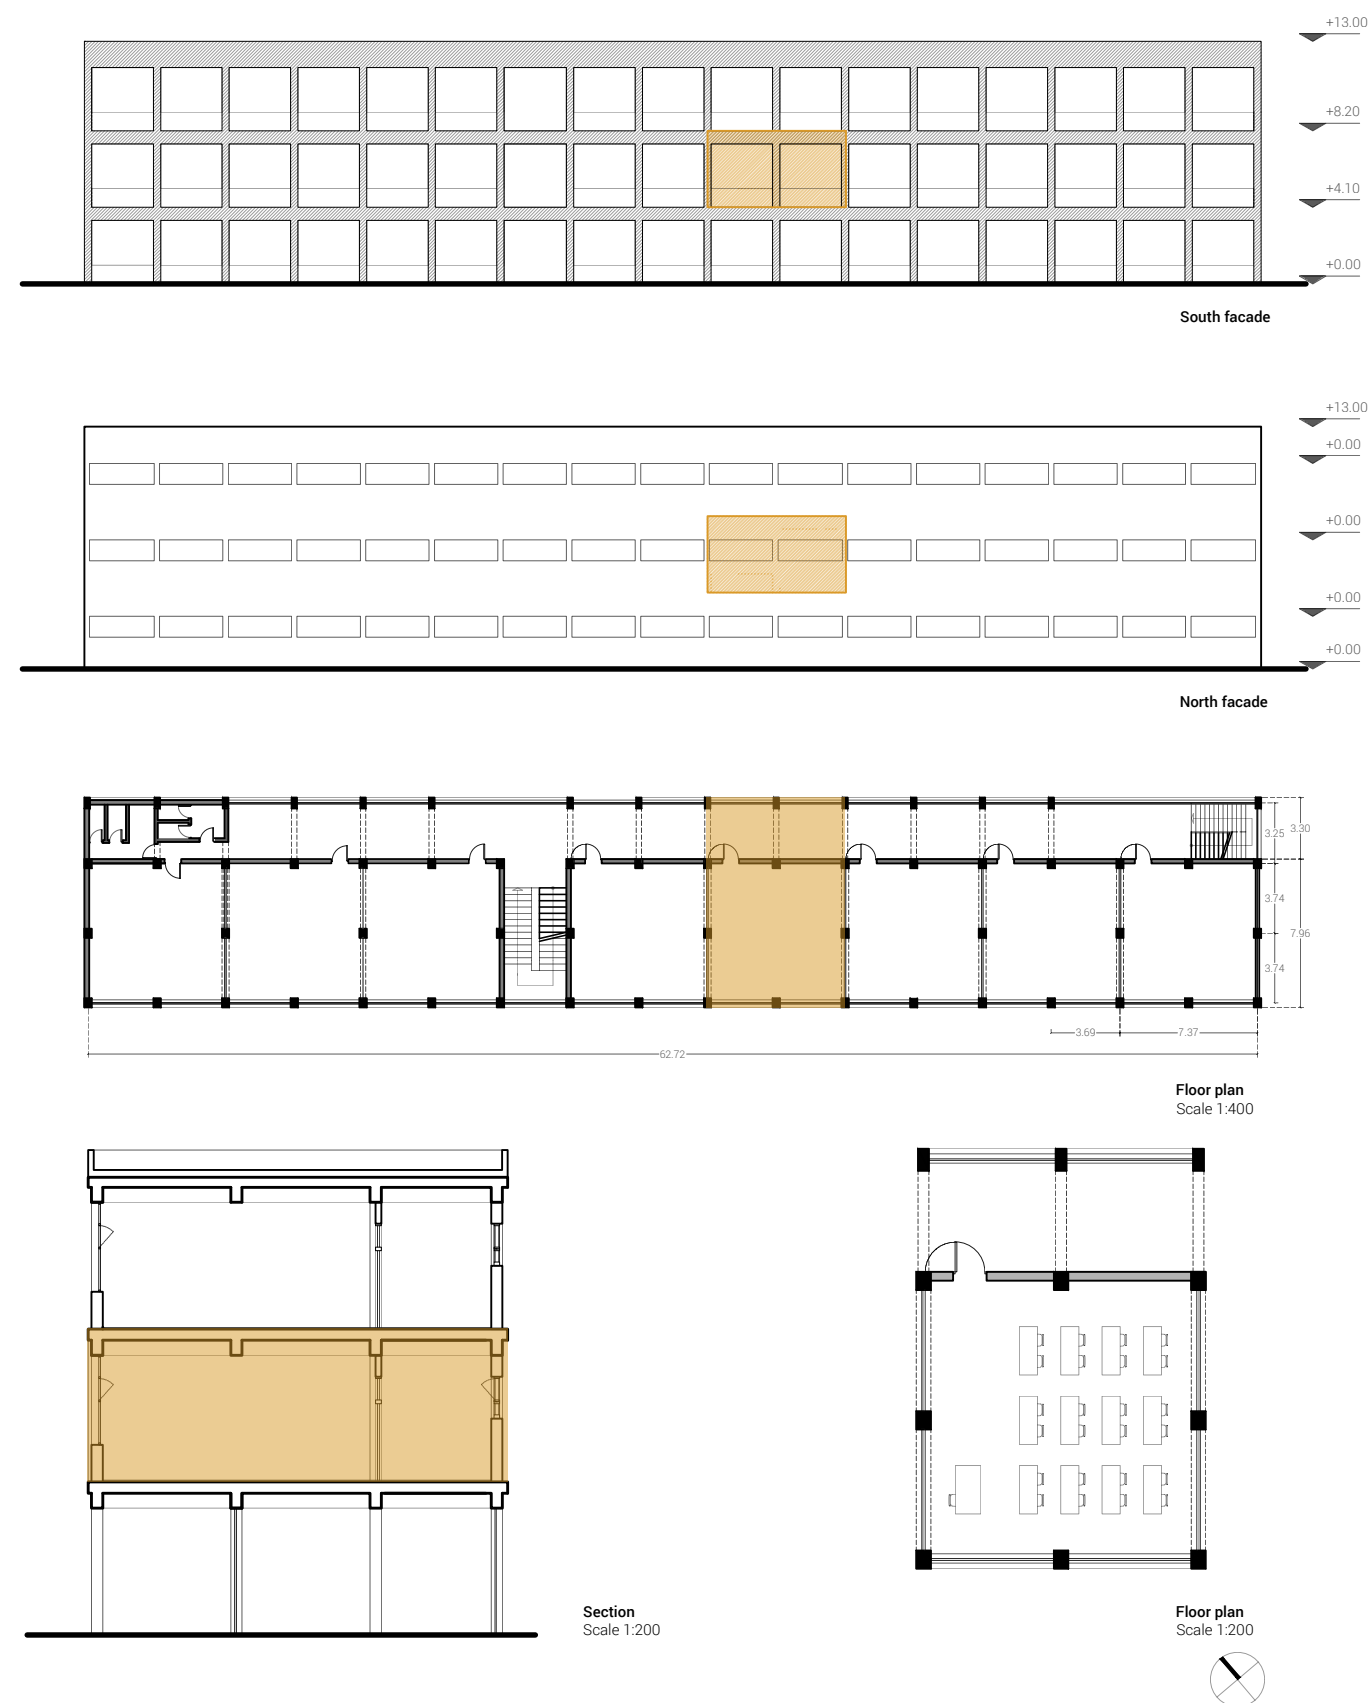 +13.00
+8.20
+4.10
+0.00
South facade
+13.00
+0.00
+0.00
+0.00
+0.00
North facade
3.25
3.30
3.74
7.96
3.74
3.69
7.37
62.72
Floor plan
Scale 1:400
Section
Scale 1:200
Floor plan
Scale 1:200